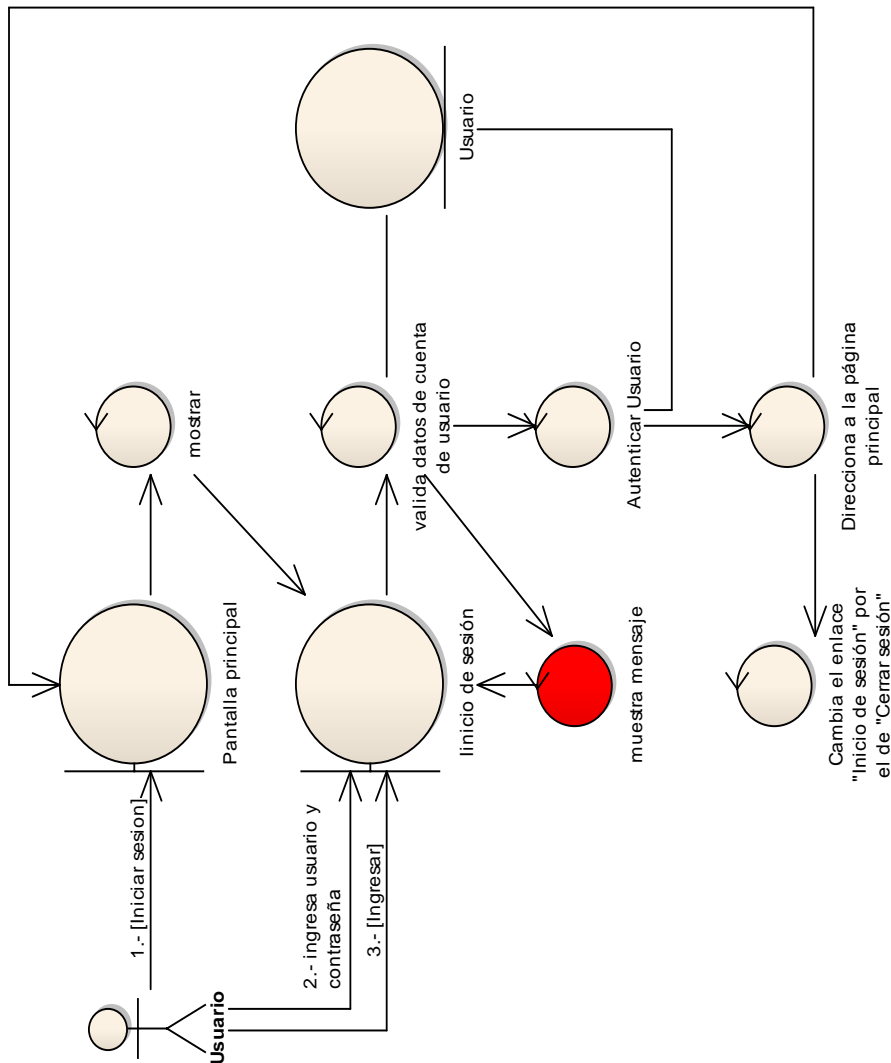 Usuario
1.- [Iniciar sesion]
Pantalla principal
mostrar
2.- ingresa usuario y
contraseña
3.- [Ingresar]
Iinicio de sesión
valida datos de cuenta
de usuario
Usuario
muestra mensaje
Autenticar Usuario
Cambia el enlace
"Inicio de sesión" por
el de "Cerrar sesión"
Direcciona a la página
principal